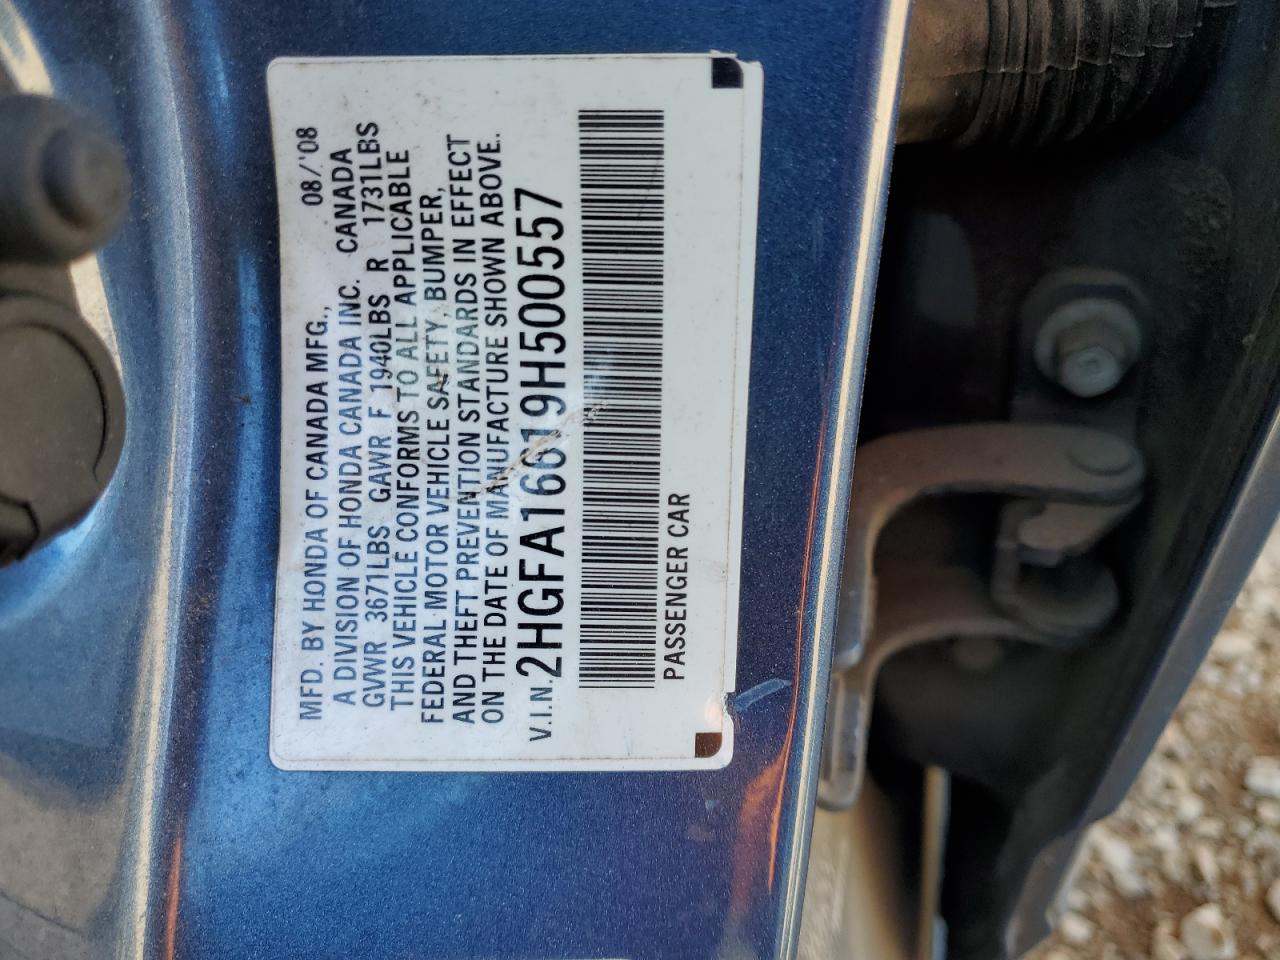 MFD. BY HONDA OF CANADA MFG., 08/'08
A DIVISION OF HONDA CANADA INC. CANADA
GVWR 3671LBS GAWR F 1940LBS R 1731LBS
THIS VEHICLE CONFORMS TO ALL APPLICABLE
FEDERAL MOTOR VEHICLE SAFETY, BUMPER,
AND THEFT PREVENTION STANDARDS IN EFFECT
ON THE DATE OF MANUFACTURE SHOWN ABOVE.
V.I.N. 2HGFA16619H500557
PASSENGER CAR